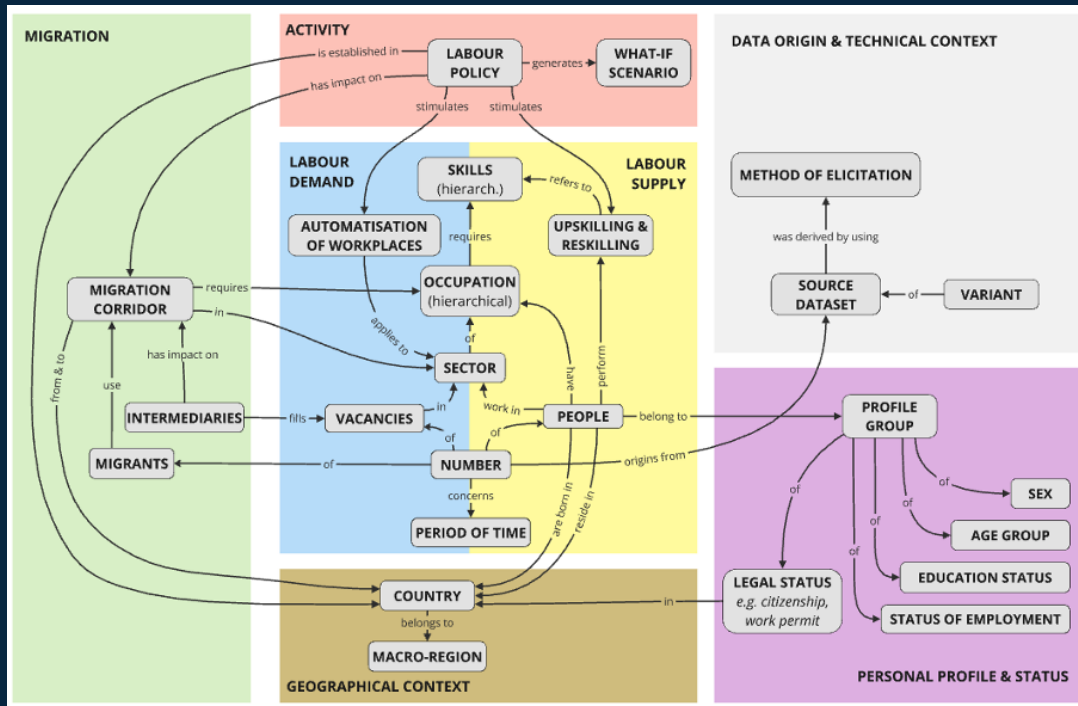 MIGRATION
ACTIVITY
is established in
has impact on
LABOUR
POLICY
generates
WHAT-IF
SCENARIO
stimulates
stimulates
DATA ORIGIN & TECHNICAL CONTEXT
METHOD OF ELICITATION
was derived by using
SOURCE
DATASET
of
VARIANT
LABOUR
DEMAND
LABOUR
SUPPLY
SKILLS
(hierarch.)
refers to
AUTOMATISATION
OF WORKPLACES
requires
UPSKILLING &
RESKILLING
MIGRATION
CORRIDOR
requires
in
OCCUPATION
(hierarchical)
applies to
of
SECTOR
have
perform
from & to
use
has impact on
INTERMEDIARIES
fills
VACANCIES
in
work in
PEOPLE
belong to
MIGRANTS
of
of
of
NUMBER
origins from
concerns
PERIOD OF TIME
are born in
reside in
PROFILE
GROUP
of
of
of
of
of
SEX
AGE GROUP
EDUCATION STATUS
STATUS OF EMPLOYMENT
LEGAL STATUS
e.g. citizenship,
work permit
in
COUNTRY
belongs to
MACRO-REGION
GEOGRAPHICAL CONTEXT
PERSONAL PROFILE & STATUS